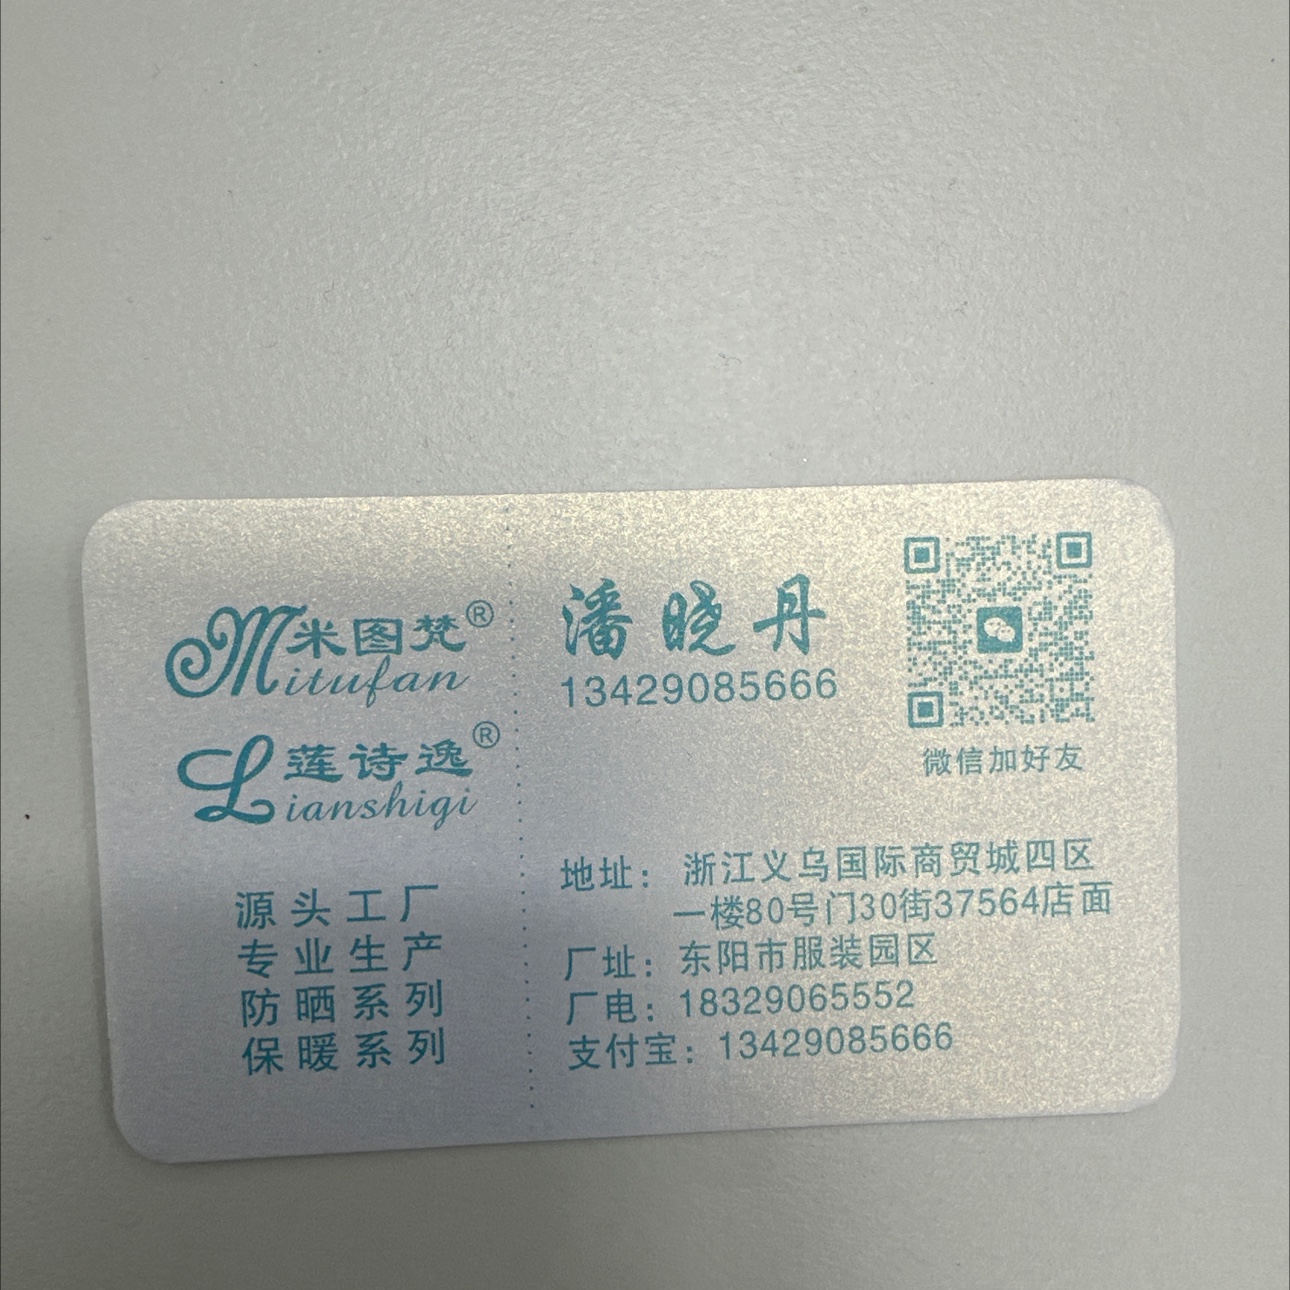 米图梵®
Mitufan
莲诗逸®
Lianshigi
源头工厂
专业生产
防晒系列
保暖系列
潘晓丹
13429085666
微信加好友
地址：浙江义乌国际商贸城四区
一楼80号门30街37564店面
厂址：东阳市服装园区
厂电：18329065552
支付宝：13429085666